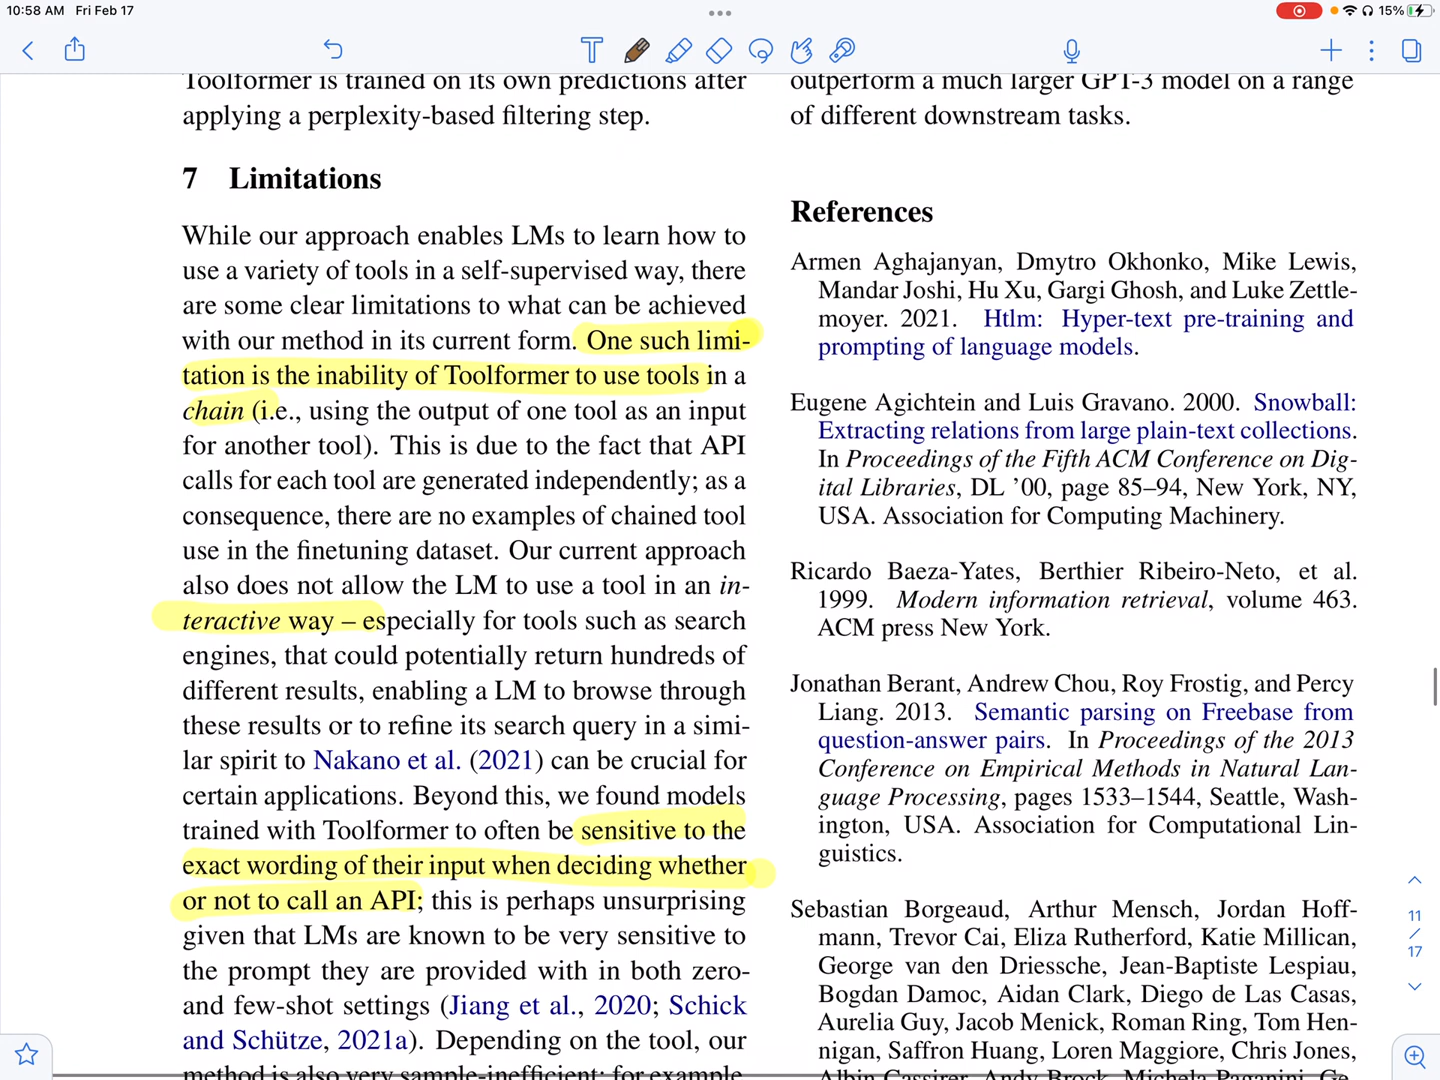 10:58 AM Fri Feb 17
15%
Toolformer is trained on its own predictions after
applying a perplexity-based filtering step.
7 Limitations
While our approach enables LMs to learn how to
use a variety of tools in a self-supervised way, there
are some clear limitations to what can be achieved
with our method in its current form. One such limi-
tation is the inability of Toolformer to use tools in a
chain (i.e., using the output of one tool as an input
for another tool). This is due to the fact that API
calls for each tool are generated independently; as a
consequence, there are no examples of chained tool
use in the finetuning dataset. Our current approach
also does not allow the LM to use a tool in an in-
teractive way – especially for tools such as search
engines, that could potentially return hundreds of
different results, enabling a LM to browse through
these results or to refine its search query in a simi-
lar spirit to Nakano et al. (2021) can be crucial for
certain applications. Beyond this, we found models
trained with Toolformer to often be sensitive to the
exact wording of their input when deciding whether
or not to call an API; this is perhaps unsurprising
given that LMs are known to be very sensitive to
the prompt they are provided with in both zero-
and few-shot settings (Jiang et al., 2020; Schick
and Schütze, 2021a). Depending on the tool, our
method is also very sample-inefficient; for example,
outperform a much larger GPT-3 model on a range
of different downstream tasks.
References
Armen Aghajanyan, Dmytro Okhonko, Mike Lewis,
Mandar Joshi, Hu Xu, Gargi Ghosh, and Luke Zettle-
moyer. 2021. Htlm: Hyper-text pre-training and
prompting of language models.
Eugene Agichtein and Luis Gravano. 2000. Snowball:
Extracting relations from large plain-text collections.
In Proceedings of the Fifth ACM Conference on Dig-
ital Libraries, DL ’00, page 85–94, New York, NY,
USA. Association for Computing Machinery.
Ricardo Baeza-Yates, Berthier Ribeiro-Neto, et al.
1999. Modern information retrieval, volume 463.
ACM press New York.
Jonathan Berant, Andrew Chou, Roy Frostig, and Percy
Liang. 2013. Semantic parsing on Freebase from
question-answer pairs. In Proceedings of the 2013
Conference on Empirical Methods in Natural Lan-
guage Processing, pages 1533–1544, Seattle, Wash-
ington, USA. Association for Computational Lin-
guistics.
Sebastian Borgeaud, Arthur Mensch, Jordan Hoff-
mann, Trevor Cai, Eliza Rutherford, Katie Millican,
George van den Driessche, Jean-Baptiste Lespiau,
Bogdan Damoc, Aidan Clark, Diego de Las Casas,
Aurelia Guy, Jacob Menick, Roman Ring, Tom Hen-
nigan, Saffron Huang, Loren Maggiore, Chris Jones,
Albin Cassirer, Andy Brock, Michela Paganini, Ge-
11
/
17